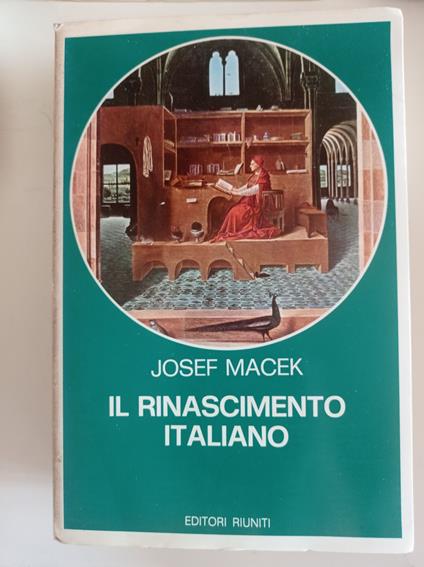 JOSEF MACEK
IL RINASCIMENTO
ITALIANO
EDITORI RIUNITI